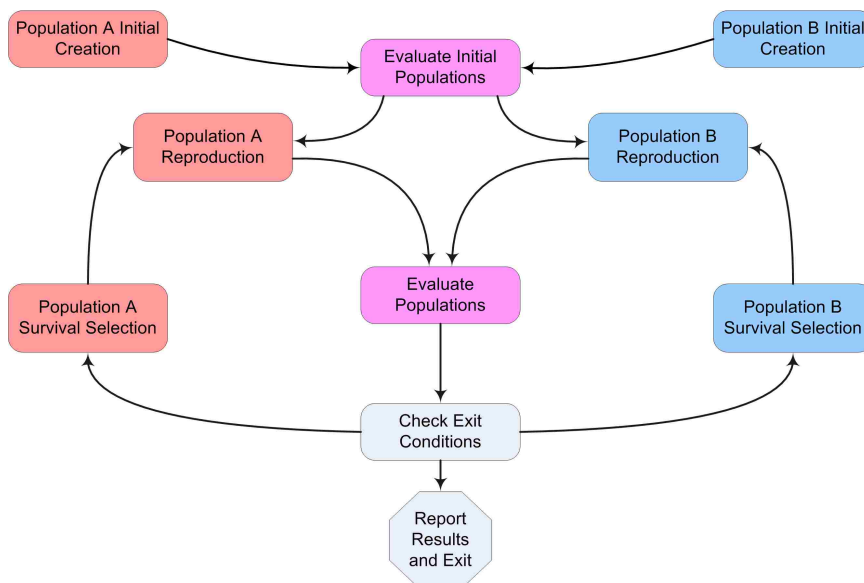 Population A Initial
Creation
Evaluate Initial
Populations
Population B Initial
Creation
Population A
Reproduction
Population B
Reproduction
Population A
Survival Selection
Evaluate
Populations
Population B
Survival Selection
Check Exit
Conditions
Report
Results
and Exit